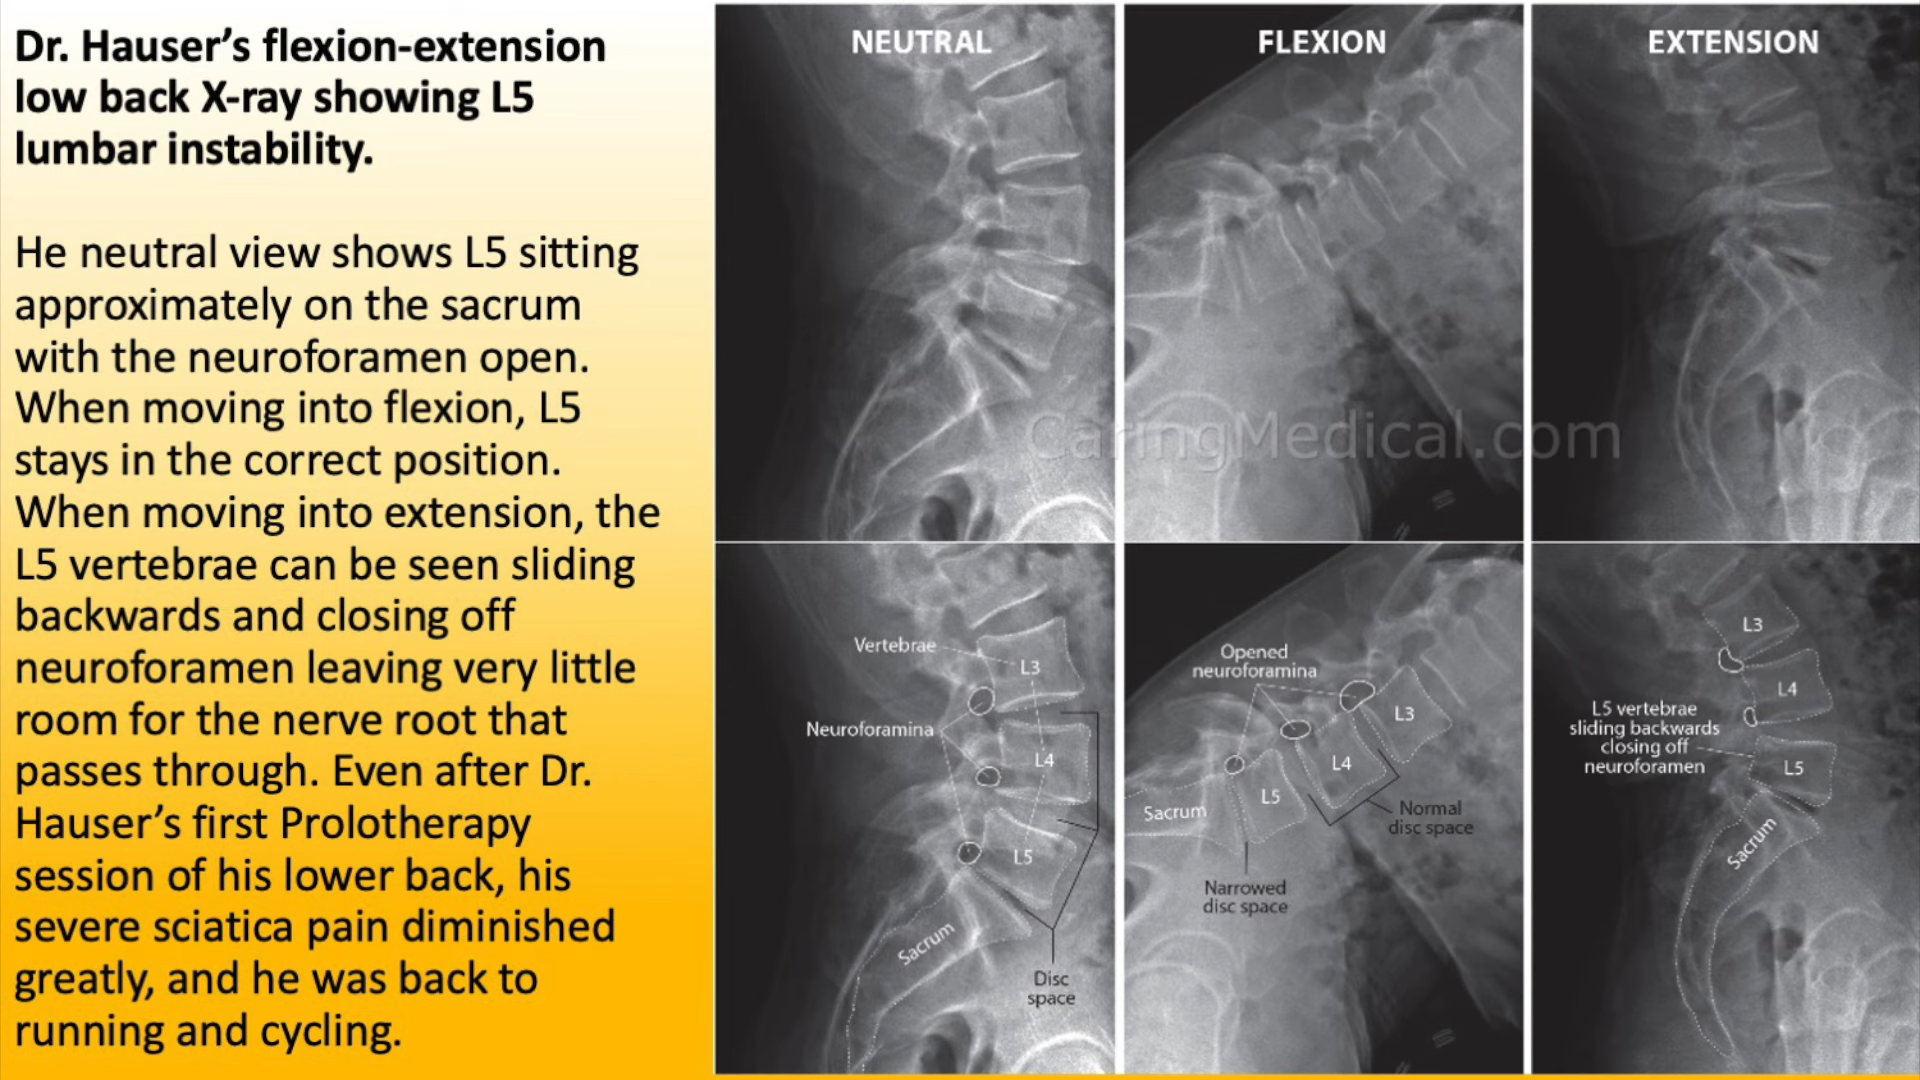 Dr. Hauser's flexion-extension
low back X-ray showing L5
lumbar instability.
He neutral view shows L5 sitting
approximately on the sacrum
with the neuroforamen open.
When moving into flexion, L5
stays in the correct position.
When moving into extension, the
L5 vertebrae can be seen sliding
backwards and closing off
neuroforamen leaving very little
room for the nerve root that
passes through. Even after Dr.
Hauser's first Prolotherapy
session of his lower back, his
severe sciatica pain diminished
greatly, and he was back to
running and cycling.
NEUTRAL
FLEXION
EXTENSION
CaringMedical.com
Vertebrae
L3
Neuroforamina
L4
L5
Sacrum
Disc
space
Opened
neuroforamina
L3
L4
L5
Sacrum
Normal
disc space
Narrowed
disc space
L3
L4
L5 vertebrae
sliding backwards
closing off
neuroforamen
L5
Sacrum